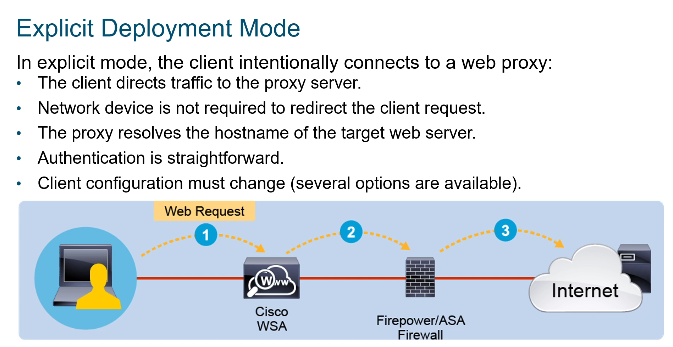 Explicit Deployment Mode
In explicit mode, the client intentionally connects to a web proxy:
• The client directs traffic to the proxy server.
• Network device is not required to redirect the client request.
• The proxy resolves the hostname of the target web server.
• Authentication is straightforward.
• Client configuration must change (several options are available).
Web Request
1
2
3
Www
Internet
Cisco
WSA
Firepower/ASA
Firewall